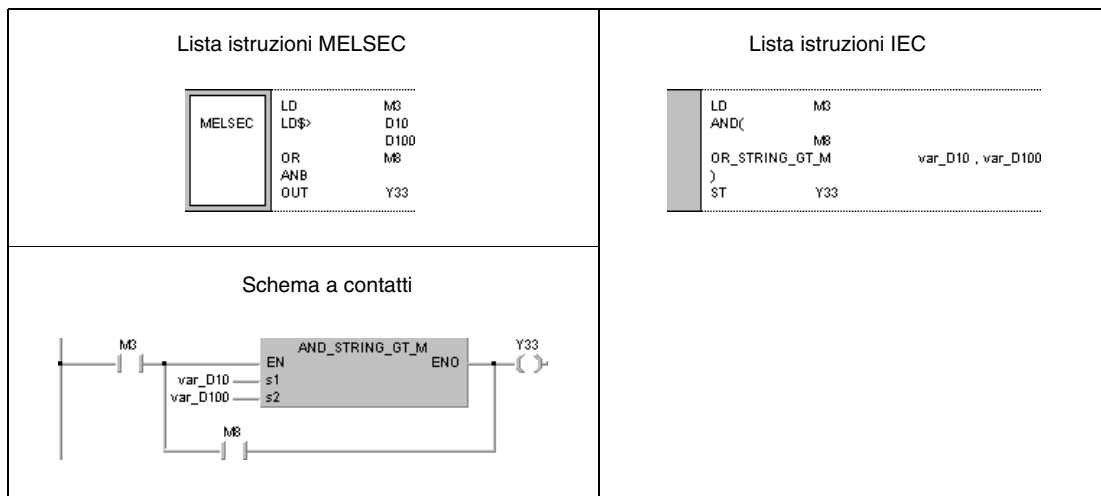 Lista istruzioni MELSEC
MELSEC
LD M3
LD$> D10
D100
OR M8
ANB
OUT Y33
Lista istruzioni IEC
LD M3
AND(
M8
OR_STRING_GT_M var_D10 , var_D100
)
ST Y33
Schema a contatti
M3
AND_STRING_GT_M
Y33
EN ENO
var_D10 s1
var_D100 s2
M8